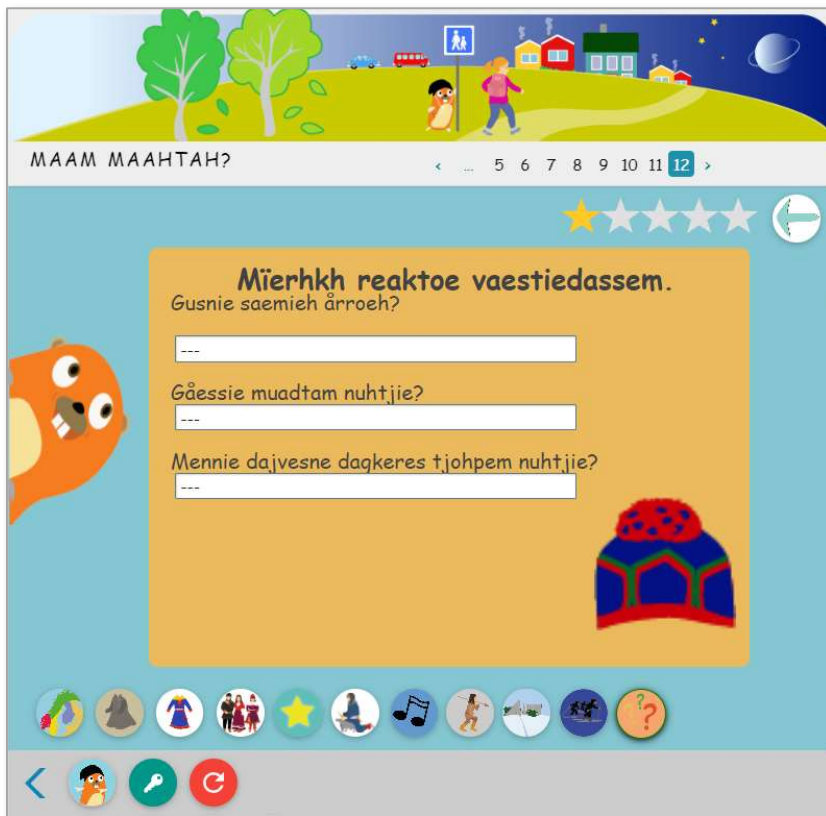 MAAM MAAHTAH?
‹ ... 5 6 7 8 9 10 11 12 ›
Mïerhkh reaktoe vaestiedassem.
Gusnie saemieh årroeh?
---
Gåessie muadtam nuhtjie?
---
Mennie dajvesne daqkeres tjohpem nuhtjie?
---
? ?